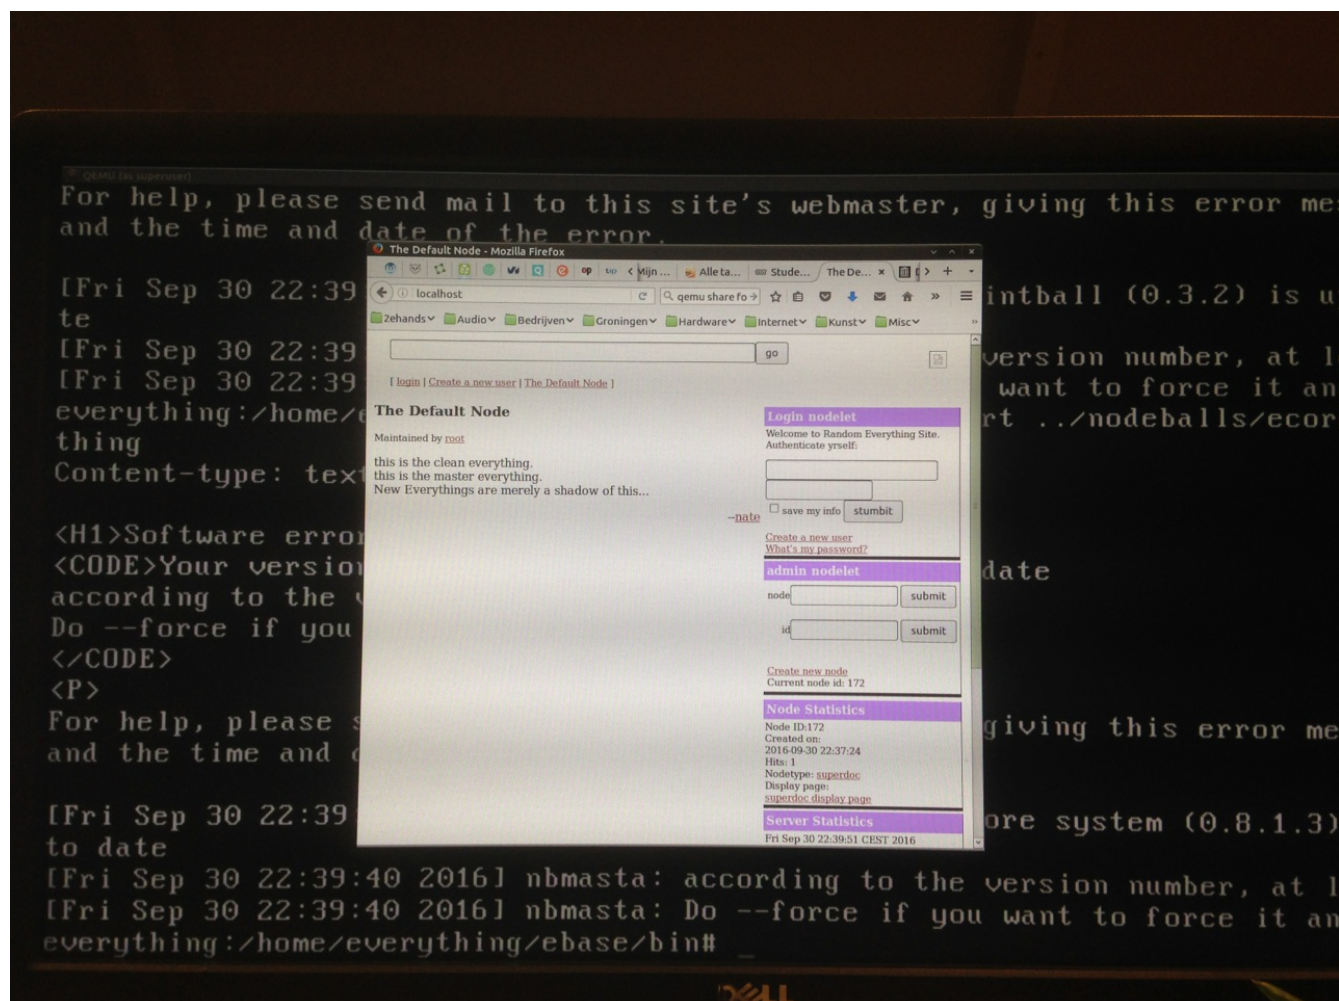 QEMU (as superuser)
For help, please send mail to this site's webmaster, giving this error me
and the time and date of the error.
The Default Node - Mozilla Firefox
op
Mijn ...
Alle ta...
Stude...
The De...
localhost
qemu share fo
2ehands
Audio
Bedrijven
Groningen
Hardware
Internet
Kunst
Misc
go
[ login | Create a new user | The Default Node ]
The Default Node
Maintained by root
this is the clean everything.
this is the master everything.
New Everythings are merely a shadow of this...
--nate
Login nodelet
Welcome to Random Everything Site.
Authenticate yrself:
save my info stumbit
Create a new user
What's my password?
admin nodelet
node submit
id submit
Create new node
Current node id: 172
Node Statistics
Node ID:172
Created on:
2016-09-30 22:37:24
Hits: 1
Nodetype: superdoc
Display page:
superdoc display page
Server Statistics
Fri Sep 30 22:39:51 CEST 2016
[Fri Sep 30 22:39 intball (0.3.2) is u
te
[Fri Sep 30 22:39 version number, at l
[Fri Sep 30 22:39 want to force it an
everything:/home/e rt ../nodeballs/ecor
thing
Content-type: text
<H1>Software error
<CODE>Your version date
according to the v
Do --force if you
</CODE>
<P>
For help, please s giving this error me
and the time and d
[Fri Sep 30 22:39 ore system (0.8.1.3)
to date
[Fri Sep 30 22:39:40 2016] nbmasta: according to the version number, at l
[Fri Sep 30 22:39:40 2016] nbmasta: Do --force if you want to force it an
everything:/home/everything/ebase/bin# _
DELL